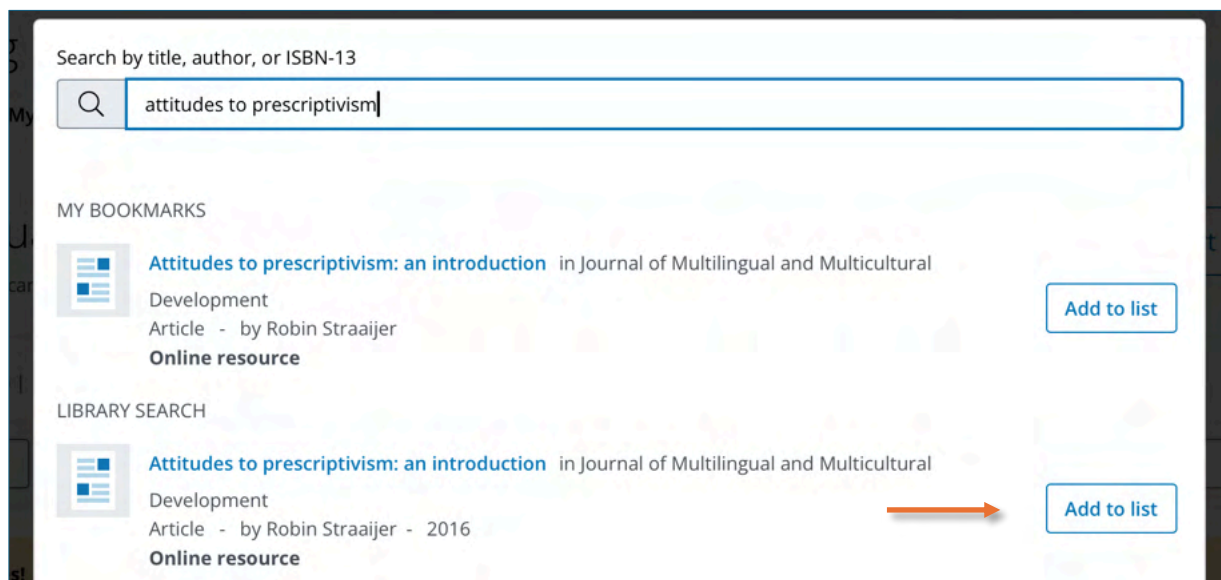 Search by title, author, or ISBN-13
attitudes to prescriptivism
My
MY BOOKMARKS
Attitudes to prescriptivism: an introduction in Journal of Multilingual and Multicultural
Development
Article - by Robin Straaijer
Online resource
Add to list
LIBRARY SEARCH
Attitudes to prescriptivism: an introduction in Journal of Multilingual and Multicultural
Development
Article - by Robin Straaijer - 2016
Online resource
Add to list